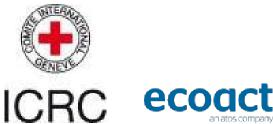 COMITE INTERNATIONAL
GENEVE
ICRC
ecoact
an atos company